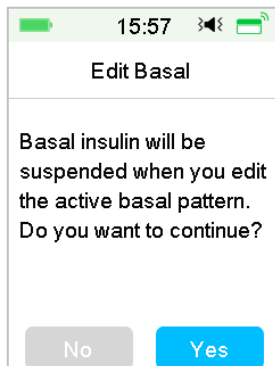 15:57
Edit Basal
Basal insulin will be
suspended when you edit
the active basal pattern.
Do you want to continue?
No Yes